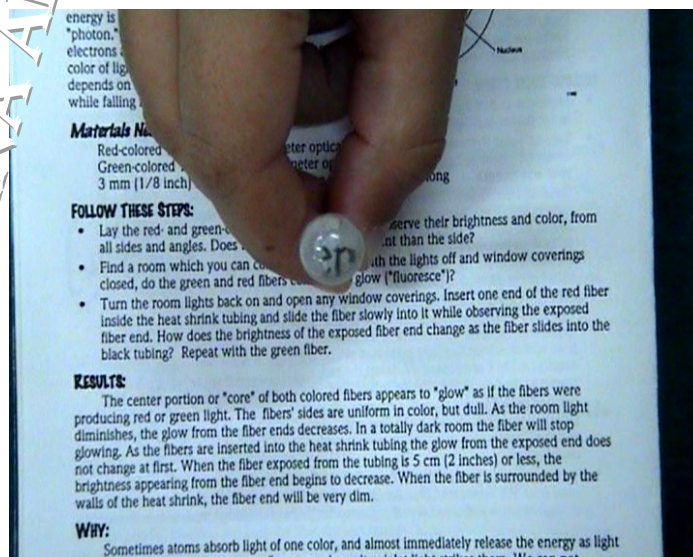 energy is
"photon."
electrons
color of lig
depends on
while falling
Nucleus
Materials Ne
Red-colored eter optica
Green-colored meter op
3 mm (1/8 inch) ong
FOLLOW THESE STEPS:
• Lay the red- and green- serve their brightness and color, from
all sides and angles. Does nt than the side?
• Find a room which you can co ith the lights off and window coverings
closed, do the green and red fibers glow ("fluoresce")?
• Turn the room lights back on and open any window coverings. Insert one end of the red fiber
inside the heat shrink tubing and slide the fiber slowly into it while observing the exposed
fiber end. How does the brightness of the exposed fiber end change as the fiber slides into the
black tubing? Repeat with the green fiber.
RESULTS:
The center portion or "core" of both colored fibers appears to "glow" as if the fibers were
producing red or green light. The fibers' sides are uniform in color, but dull. As the room light
diminishes, the glow from the fiber ends decreases. In a totally dark room the fiber will stop
glowing. As the fibers are inserted into the heat shrink tubing the glow from the exposed end does
not change at first. When the fiber exposed from the tubing is 5 cm (2 inches) or less, the
brightness appearing from the fiber end begins to decrease. When the fiber is surrounded by the
walls of the heat shrink, the fiber end will be very dim.
WHY:
Sometimes atoms absorb light of one color, and almost immediately release the energy as light